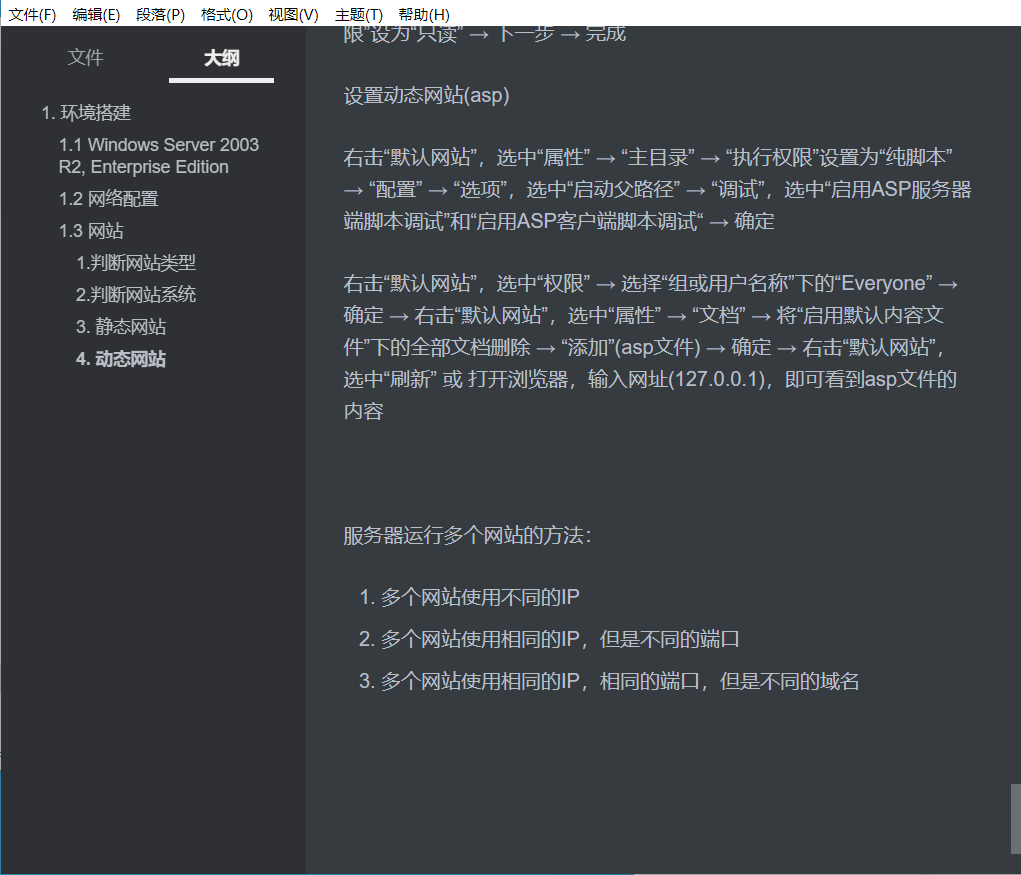 文件(F) 编辑(E) 段落(P) 格式(O) 视图(V) 主题(T) 帮助(H)
文件 大纲
1. 环境搭建
1.1 Windows Server 2003
R2, Enterprise Edition
1.2 网络配置
1.3 网站
1.判断网站类型
2.判断网站系统
3. 静态网站
4. 动态网站
限”设为“只读” → 下一步 → 完成
设置动态网站(asp)
右击“默认网站”，选中“属性” → “主目录” → “执行权限”设置为“纯脚本”
→ “配置” → “选项”，选中“启动父路径” → “调试”，选中“启用ASP服务器
端脚本调试”和“启用ASP客户端脚本调试“ → 确定
右击“默认网站”，选中“权限” → 选择“组或用户名称”下的“Everyone” →
确定 → 右击“默认网站”，选中“属性” → “文档” → 将“启用默认内容文
件”下的全部文档删除 → “添加”(asp文件) → 确定 → 右击“默认网站”，
选中“刷新” 或 打开浏览器，输入网址(127.0.0.1)，即可看到asp文件的
内容
服务器运行多个网站的方法：
1. 多个网站使用不同的IP
2. 多个网站使用相同的IP，但是不同的端口
3. 多个网站使用相同的IP，相同的端口，但是不同的域名